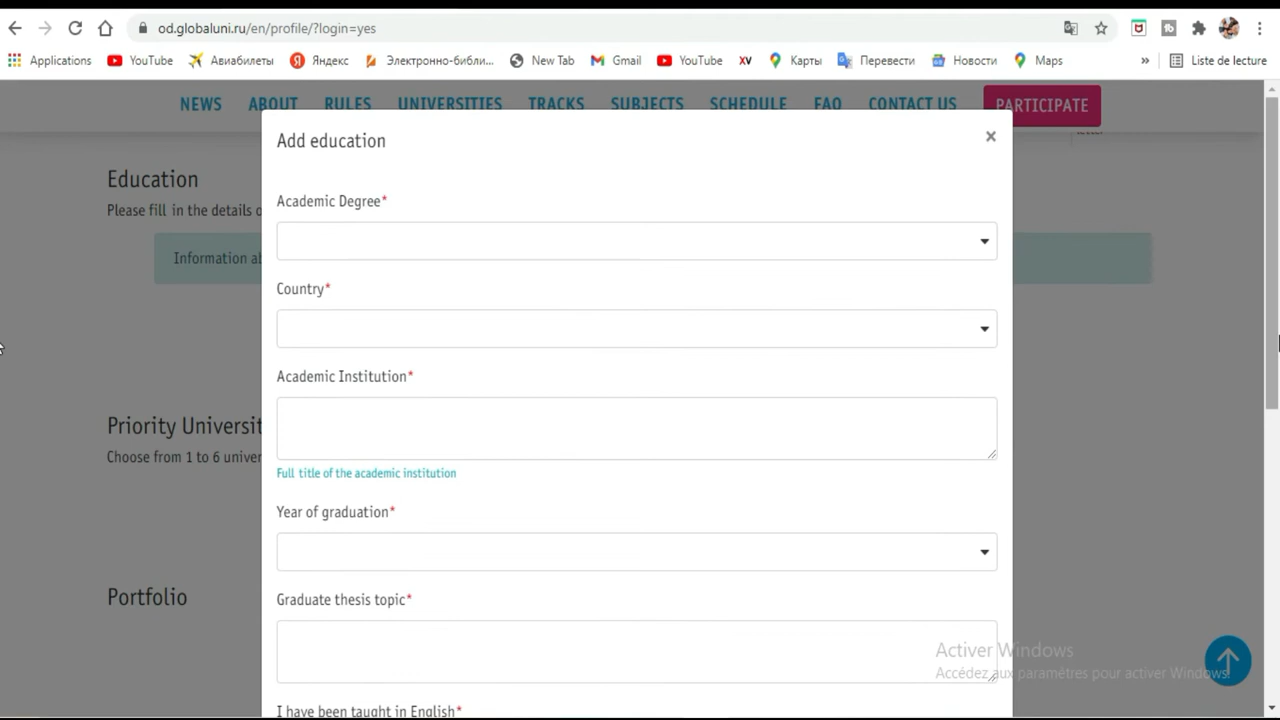 od.globaluni.ru/en/profile/?login=yes
Applications YouTube Авиабилеты Яндекс Электронно-библи... New Tab Gmail YouTube XV Карты Перевести Новости Maps » Liste de lecture
NEWS ABOUT RULES UNIVERSITIES TRACKS SUBJECTS SCHEDULE FAQ CONTACT US PARTICIPATE
Add education ×
Education
Academic Degree*
Please fill in the details o
Information ab
Country*
Academic Institution*
Priority Universit
Choose from 1 to 6 univer
Full title of the academic institution
Year of graduation*
Portfolio
Graduate thesis topic*
Activer Windows
Accédez aux paramètres pour activer Windows.
I have been taught in English*